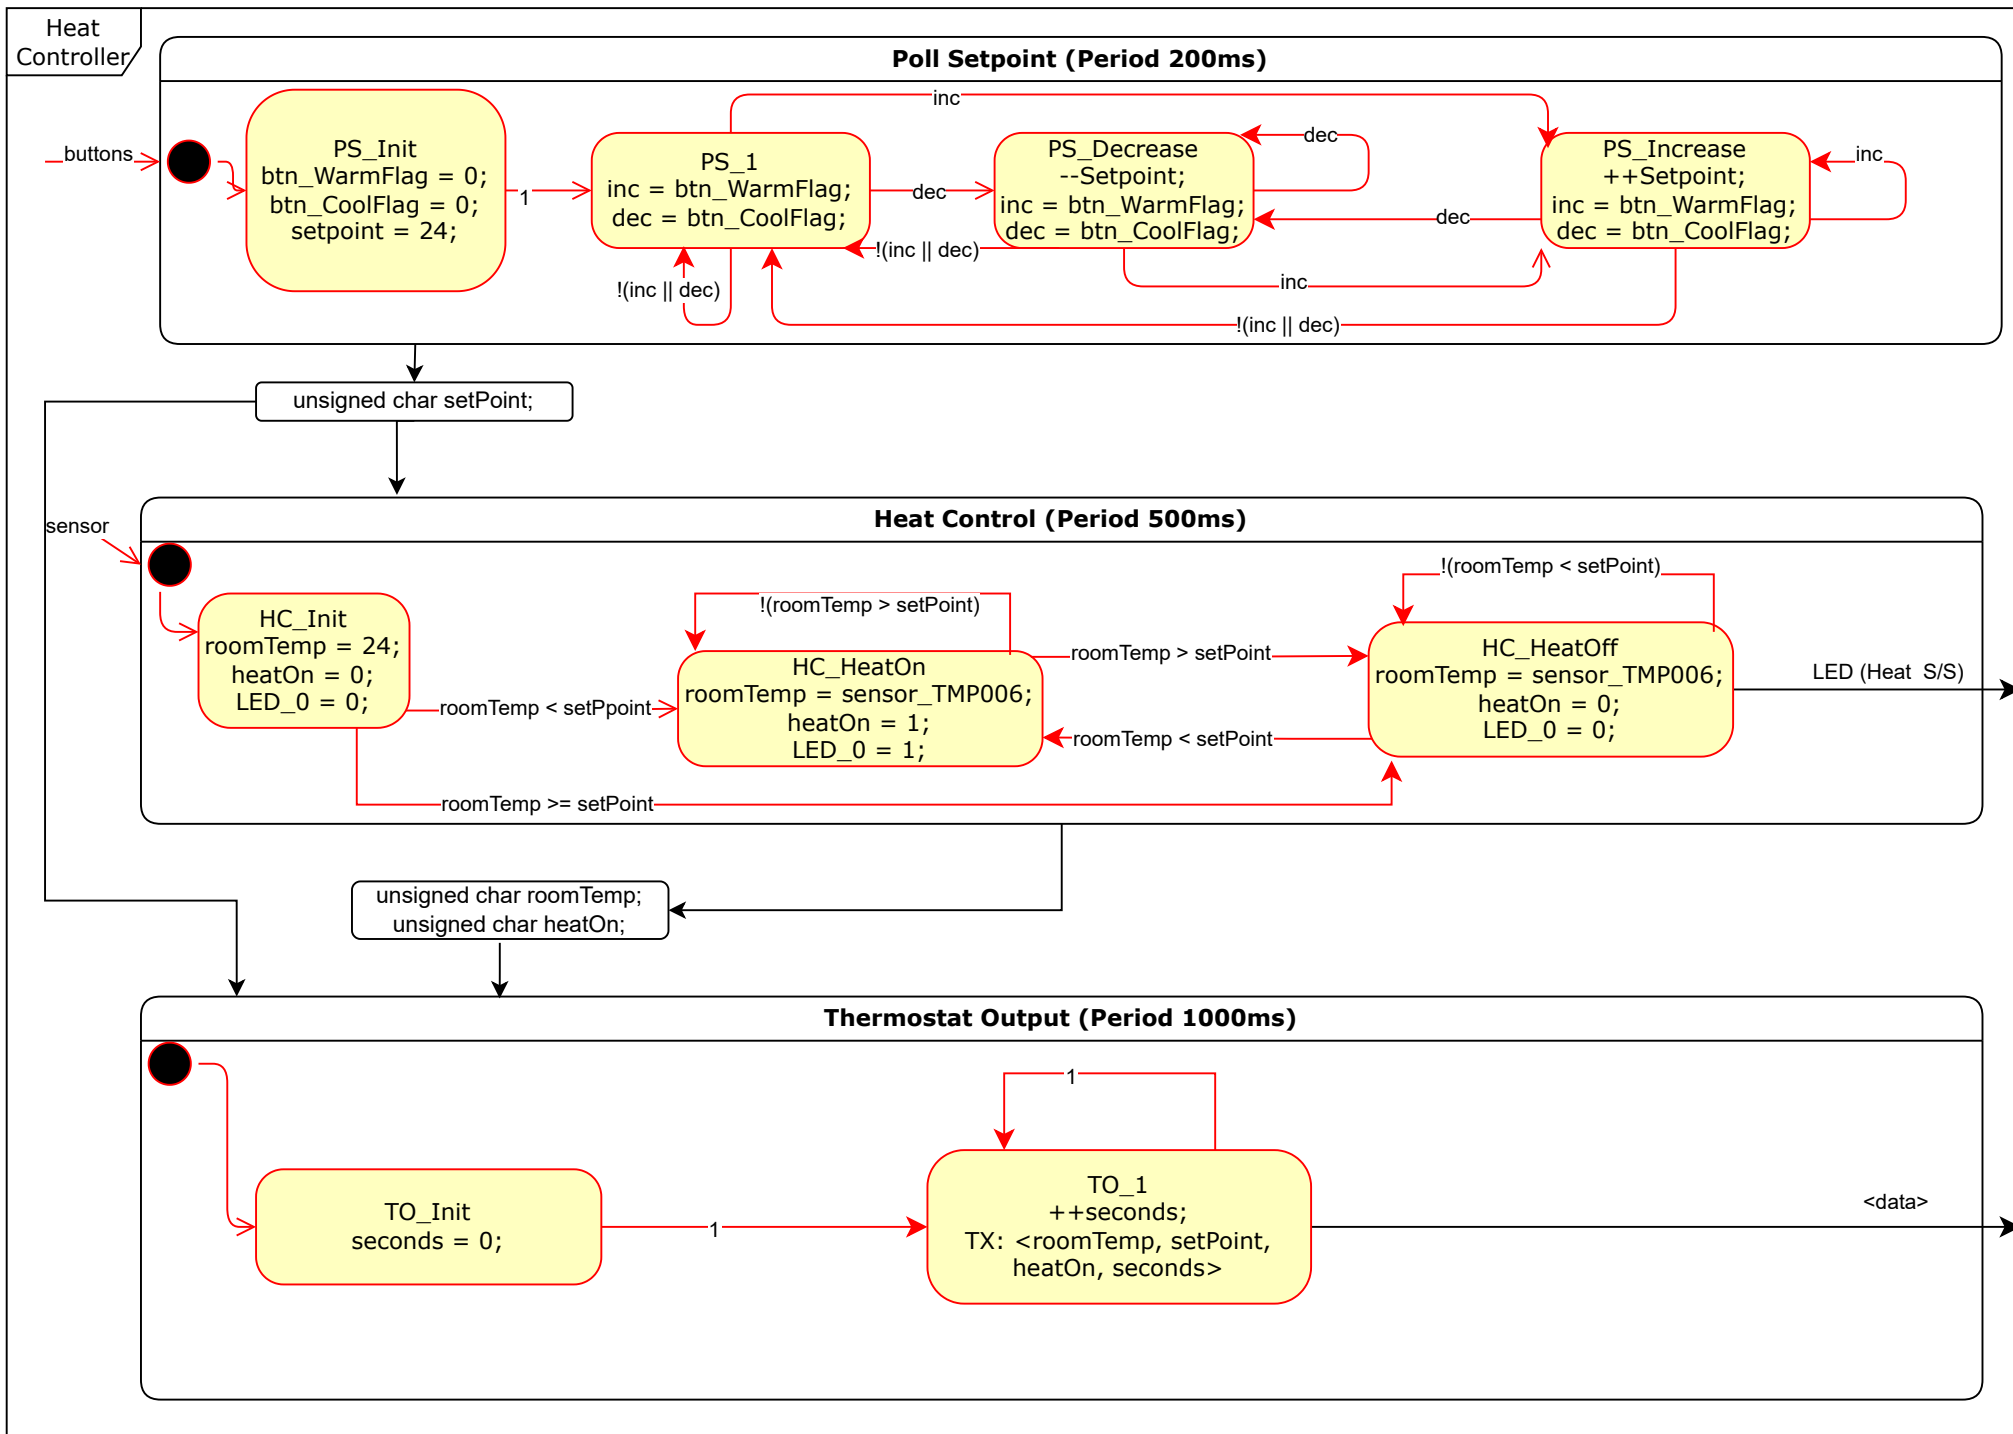 Heat
Controller
Poll Setpoint (Period 200ms)
buttons
PS_Init
btn_WarmFlag = 0;
btn_CoolFlag = 0;
setpoint = 24;
1
PS_1
inc = btn_WarmFlag;
dec = btn_CoolFlag;
inc
dec
PS_Decrease
--Setpoint;
inc = btn_WarmFlag;
dec = btn_CoolFlag;
dec
dec
PS_Increase
++Setpoint;
inc = btn_WarmFlag;
dec = btn_CoolFlag;
inc
!(inc || dec)
!(inc || dec)
inc
!(inc || dec)
unsigned char setPoint;
sensor
Heat Control (Period 500ms)
HC_Init
roomTemp = 24;
heatOn = 0;
LED_0 = 0;
roomTemp < setPpoint
!(roomTemp > setPoint)
HC_HeatOn
roomTemp = sensor_TMP006;
heatOn = 1;
LED_0 = 1;
roomTemp > setPoint
roomTemp < setPoint
!(roomTemp < setPoint)
HC_HeatOff
roomTemp = sensor_TMP006;
heatOn = 0;
LED_0 = 0;
LED (Heat  S/S)
roomTemp >= setPoint
unsigned char roomTemp;
unsigned char heatOn;
Thermostat Output (Period 1000ms)
TO_Init
seconds = 0;
1
1
TO_1
++seconds;
TX: <roomTemp, setPoint,
heatOn, seconds>
<data>